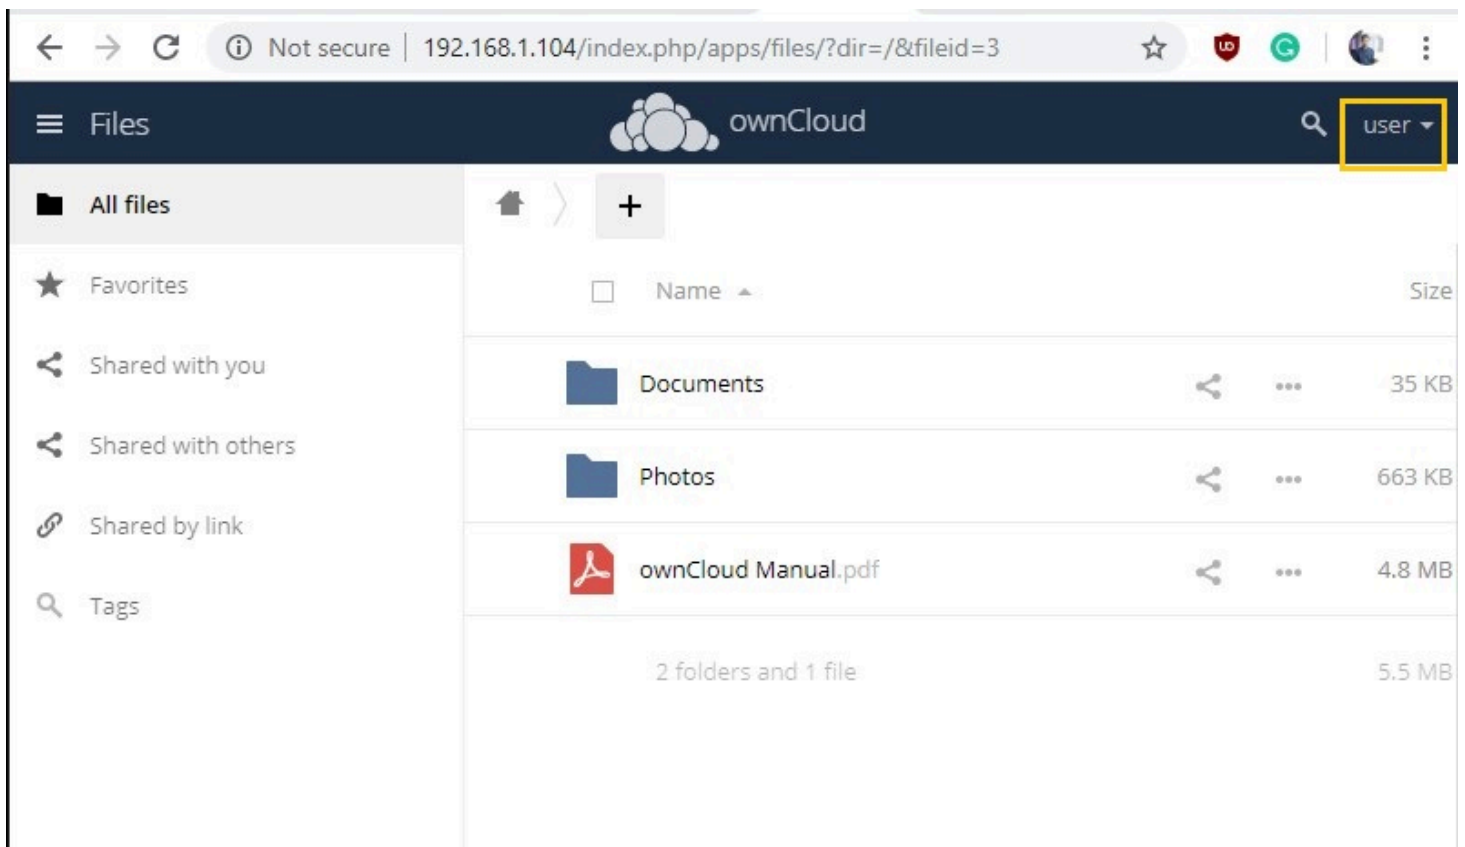 Not secure | 192.168.1.104/index.php/apps/files/?dir=/&fileid=3
Files
ownCloud
user
All files
Favorites
Shared with you
Shared with others
Shared by link
Tags
Name
Size
Documents
35 KB
Photos
663 KB
ownCloud Manual.pdf
4.8 MB
2 folders and 1 file
5.5 MB